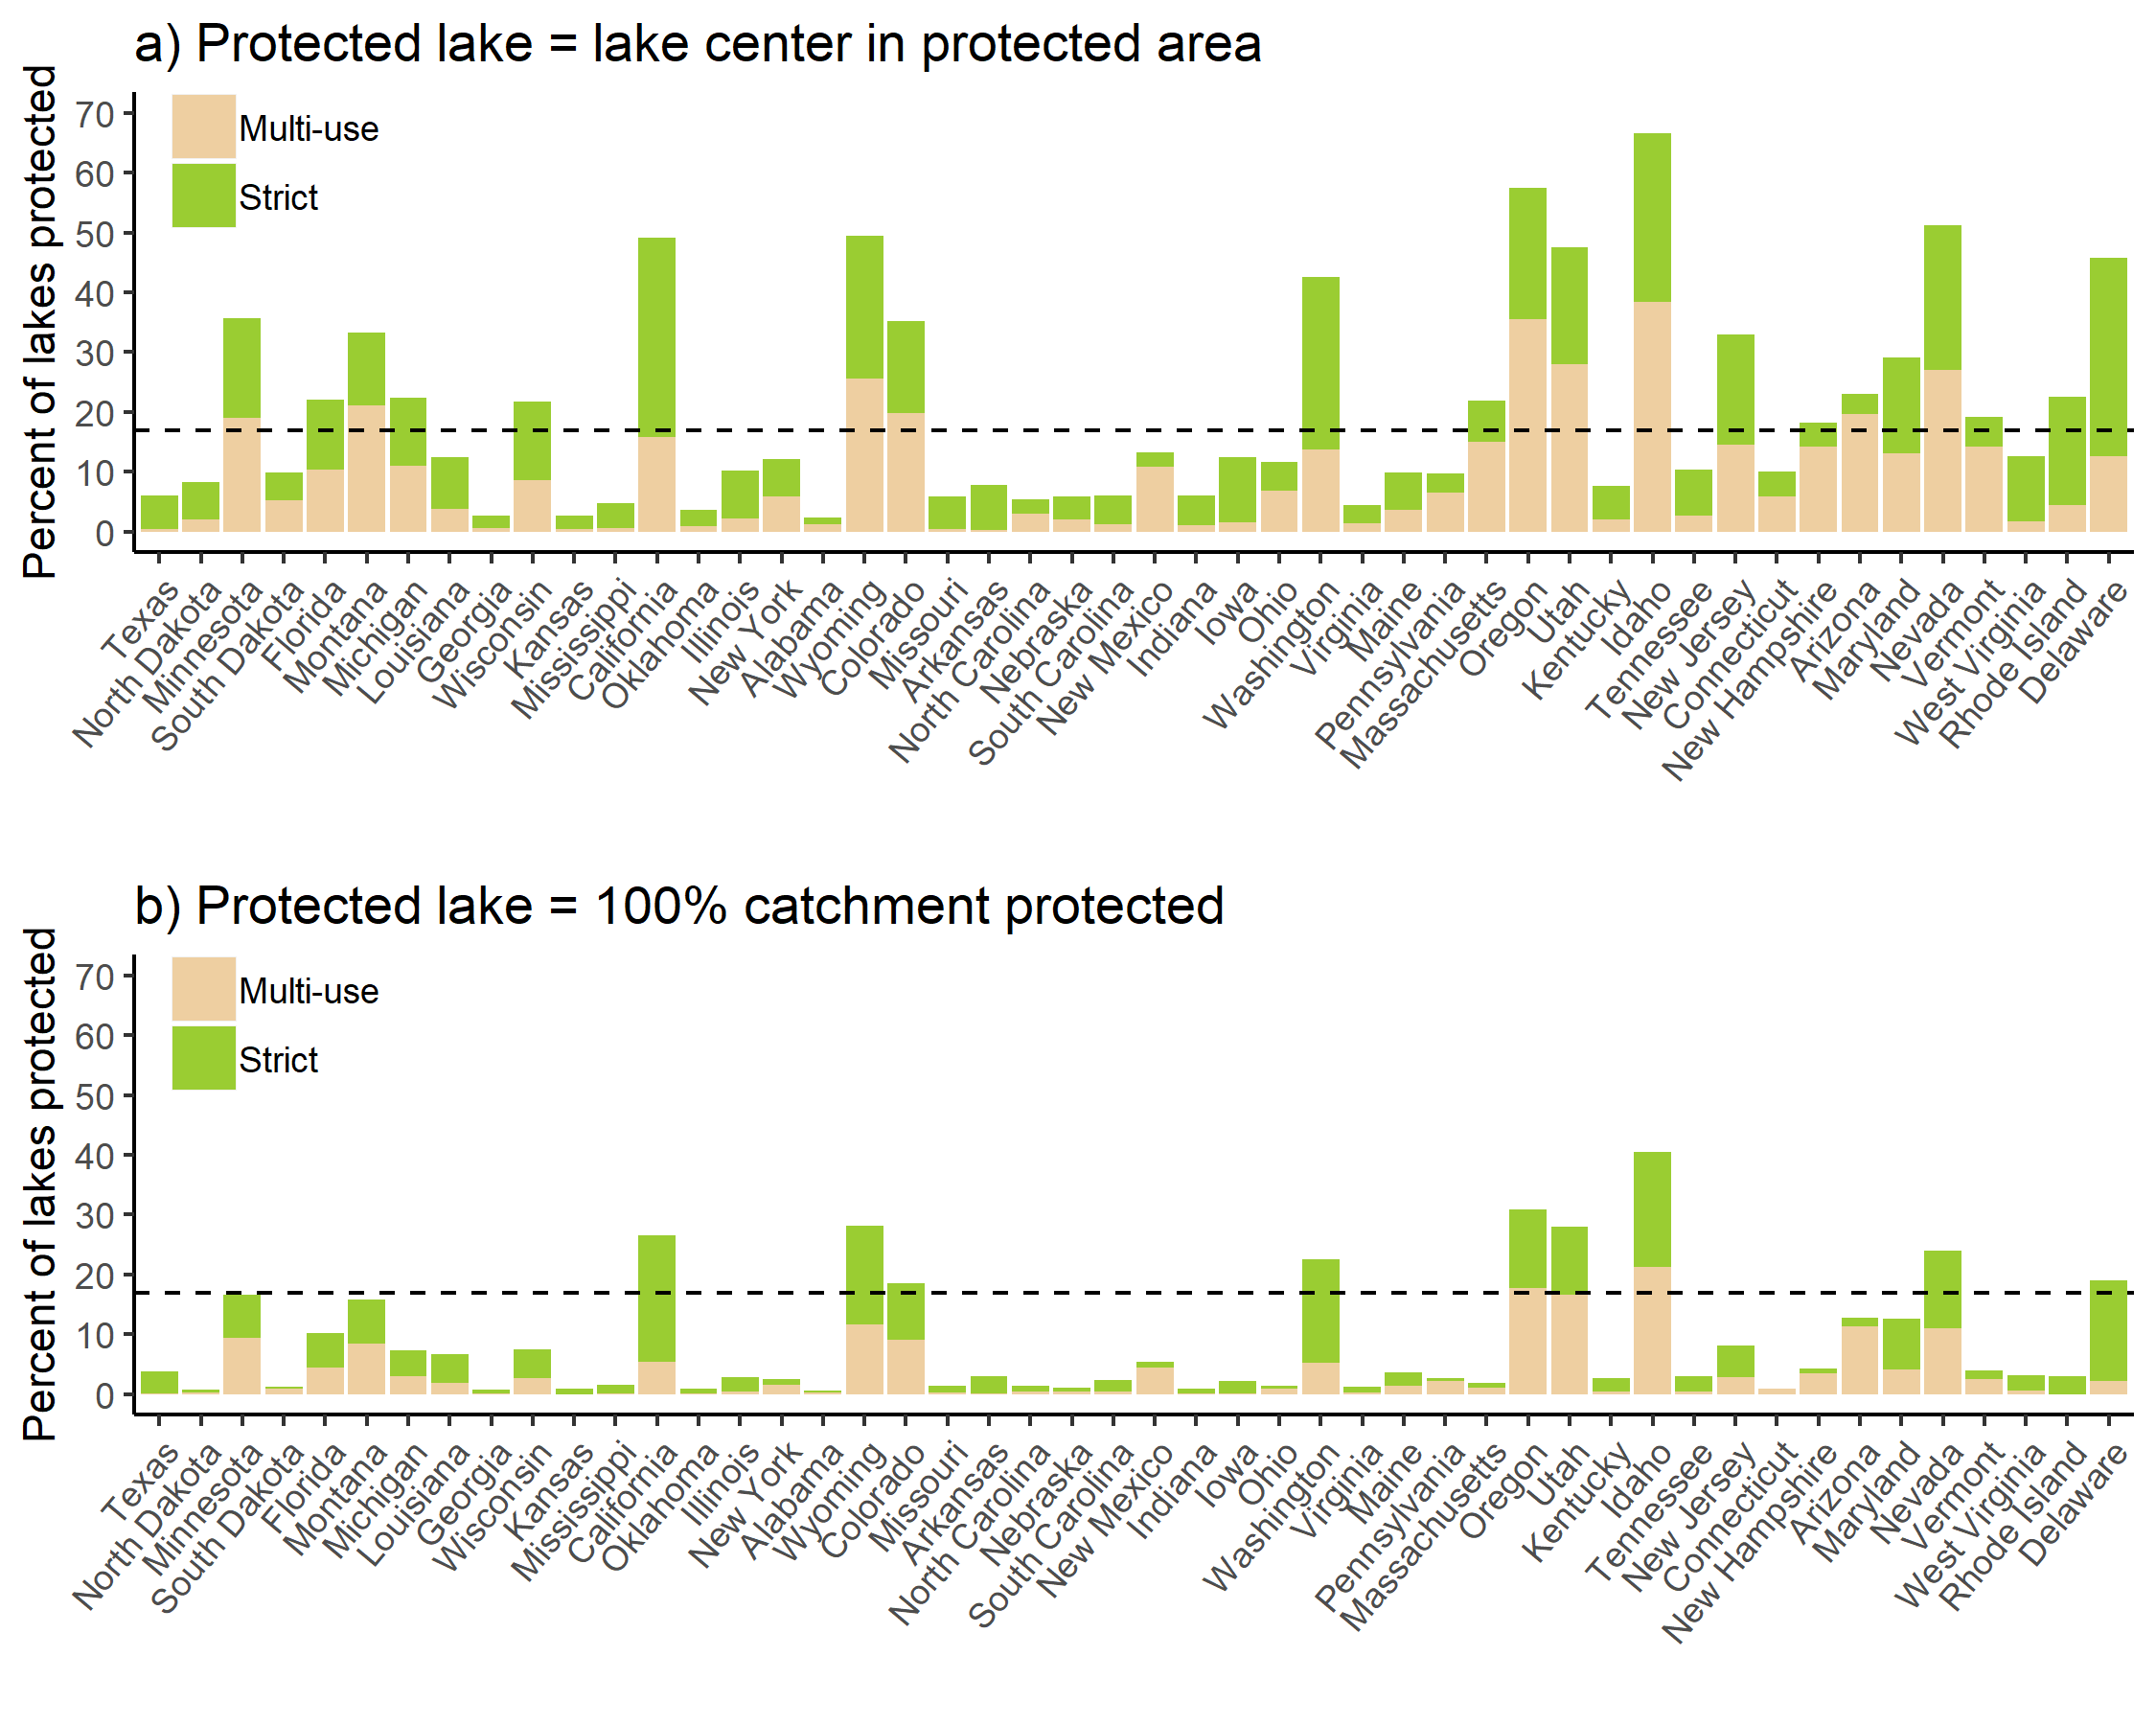 a) Protected lake = lake center in protected area
Percent of lakes protected
70
60
50
40
30
20
10
0
Multi-use
Strict
Texas
North Dakota
Minnesota
South Dakota
Florida
Montana
Michigan
Louisiana
Georgia
Wisconsin
Kansas
Mississippi
California
Oklahoma
Illinois
New York
Alabama
Wyoming
Colorado
Missouri
Arkansas
North Carolina
Nebraska
South Carolina
New Mexico
Indiana
Iowa
Ohio
Washington
Virginia
Maine
Pennsylvania
Massachusetts
Oregon
Utah
Kentucky
Idaho
Tennessee
New Jersey
Connecticut
New Hampshire
Arizona
Maryland
Nevada
Vermont
West Virginia
Rhode Island
Delaware
b) Protected lake = 100% catchment protected
Percent of lakes protected
70
60
50
40
30
20
10
0
Multi-use
Strict
Texas
North Dakota
Minnesota
South Dakota
Florida
Montana
Michigan
Louisiana
Georgia
Wisconsin
Kansas
Mississippi
California
Oklahoma
Illinois
New York
Alabama
Wyoming
Colorado
Missouri
Arkansas
North Carolina
Nebraska
South Carolina
New Mexico
Indiana
Iowa
Ohio
Washington
Virginia
Maine
Pennsylvania
Massachusetts
Oregon
Utah
Kentucky
Idaho
Tennessee
New Jersey
Connecticut
New Hampshire
Arizona
Maryland
Nevada
Vermont
West Virginia
Rhode Island
Delaware